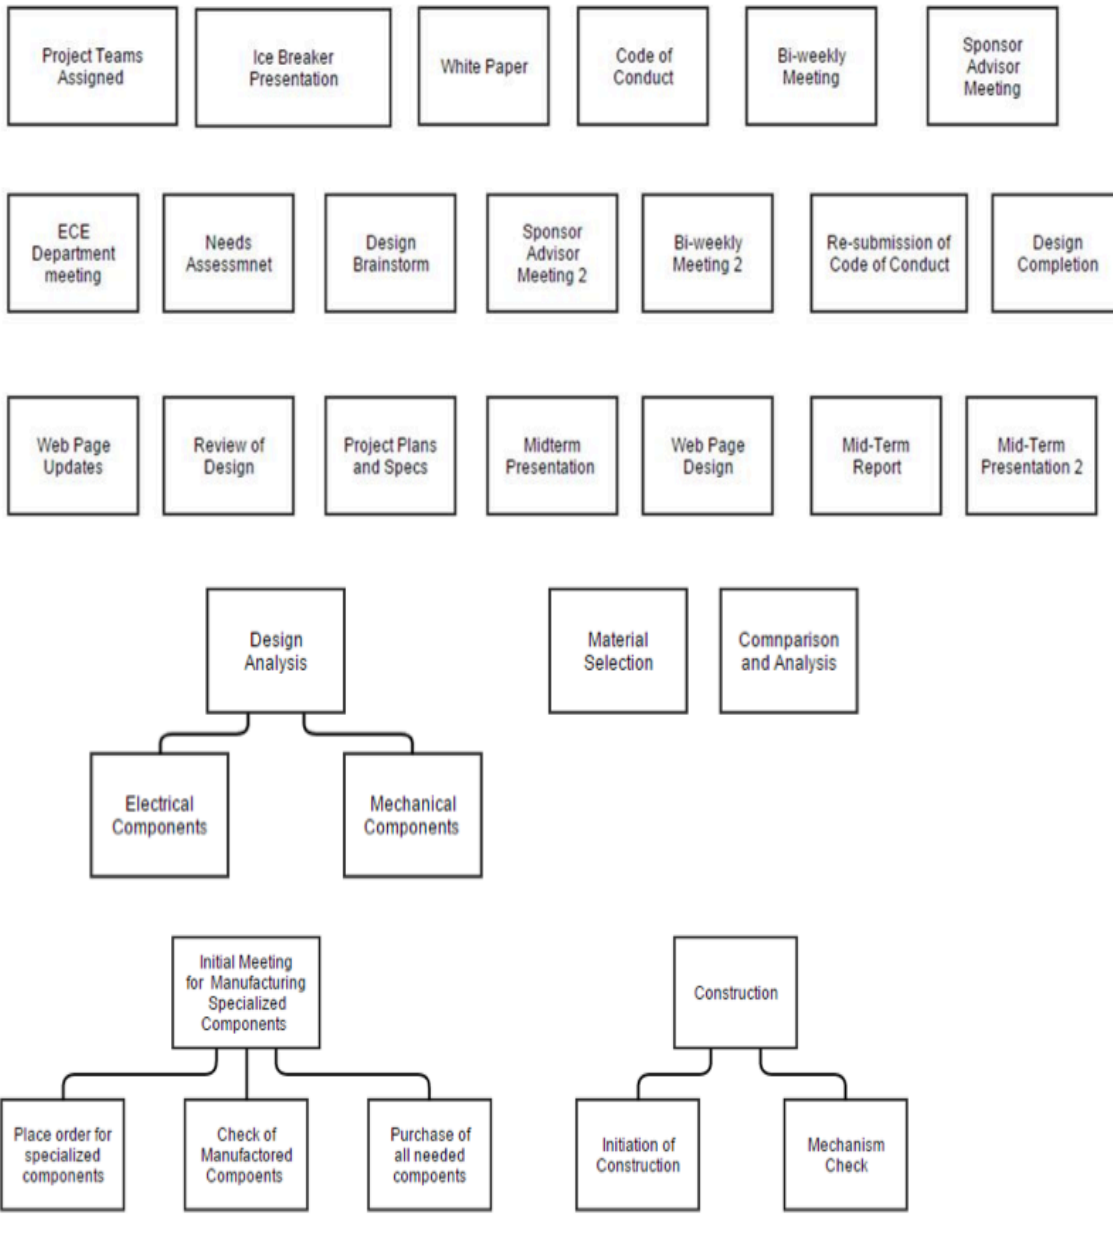 Project Teams
Assigned
Ice Breaker
Presentation
White Paper
Code of
Conduct
Bi-weekly
Meeting
Sponsor
Advisor
Meeting
ECE
Department
meeting
Needs
Assessmnet
Design
Brainstorm
Sponsor
Advisor
Meeting 2
Bi-weekly
Meeting 2
Re-submission of
Code of Conduct
Design
Completion
Web Page
Updates
Review of
Design
Project Plans
and Specs
Midterm
Presentation
Web Page
Design
Mid-Term
Report
Mid-Term
Presentation 2
Design
Analysis
Material
Selection
Comnparison
and Analysis
Electrical
Components
Mechanical
Components
Initial Meeting
for Manufacturing
Specialized
Components
Construction
Place order for
specialized
components
Check of
Manufactored
Compoents
Purchase of
all needed
compoents
Initiation of
Construction
Mechanism
Check